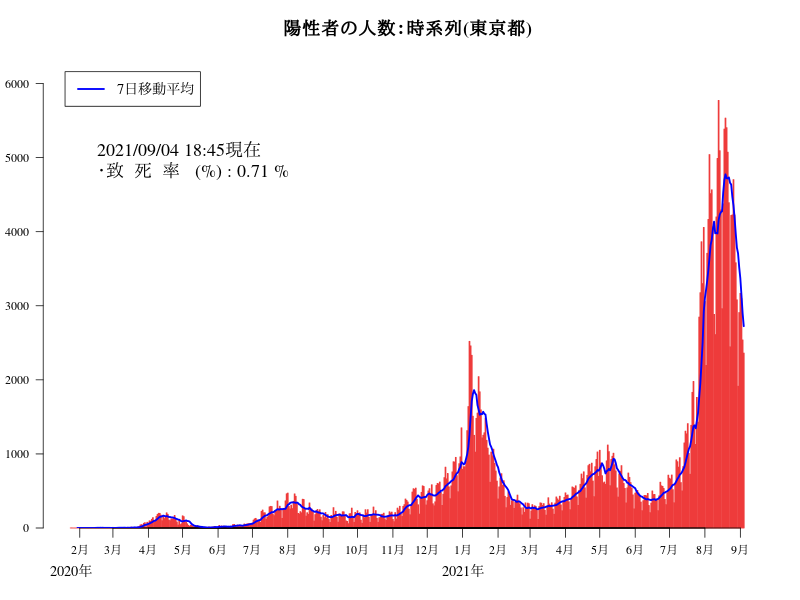 陽性者の人数：時系列(東京都)
7日移動平均
2021/09/04 18:45現在
・致 死 率 (%) : 0.71 %
6000
5000
4000
3000
2000
1000
0
2月 3月 4月 5月 6月 7月 8月 9月 10月 11月 12月 1月 2月 3月 4月 5月 6月 7月 8月 9月
2020年 2021年